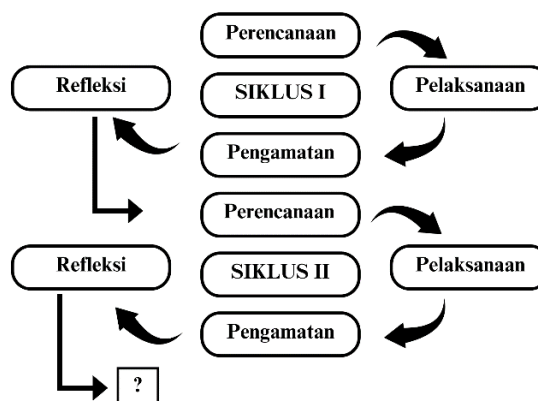 Perencanaan
Refleksi
SIKLUS I
Pelaksanaan
Pengamatan
Perencanaan
Refleksi
SIKLUS II
Pelaksanaan
Pengamatan
?